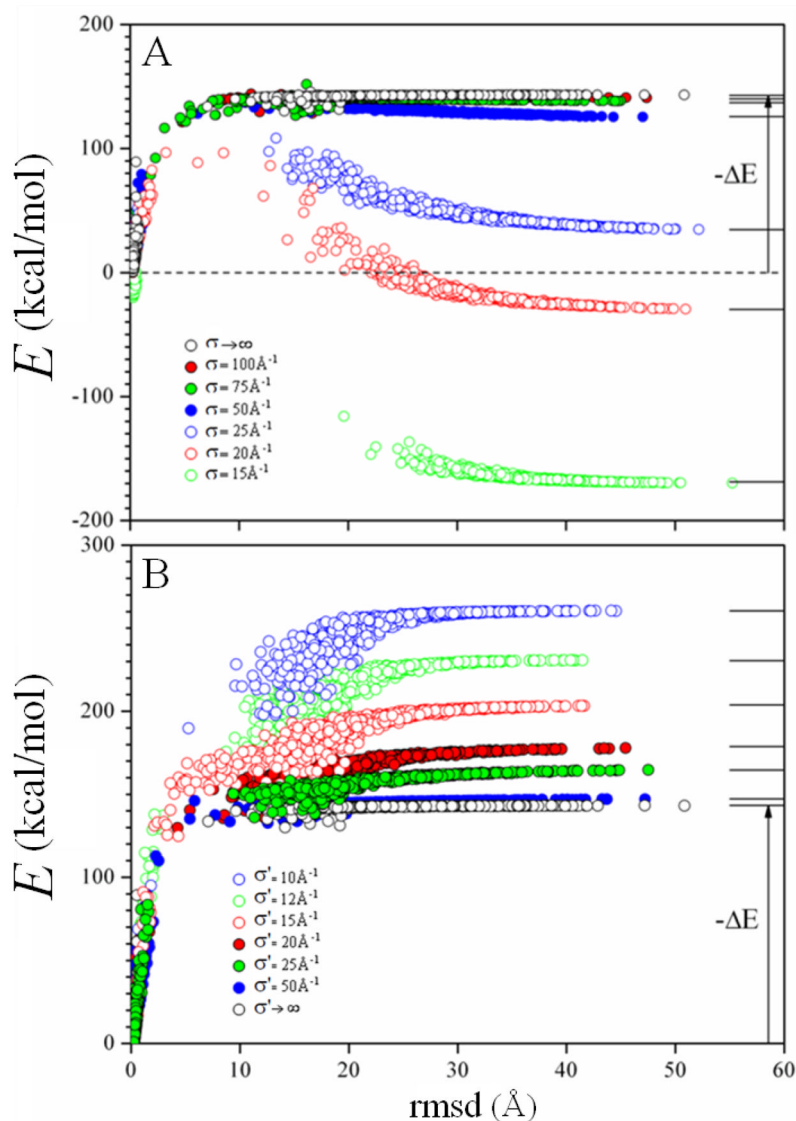 200
A
100
-ΔE
0
E (kcal/mol)
σ→∞
σ= 100Å⁻¹
σ= 75Å⁻¹
σ= 50Å⁻¹
σ= 25Å⁻¹
σ= 20Å⁻¹
σ= 15Å⁻¹
-100
-200
300
B
200
E (kcal/mol)
100
-ΔE
σ'= 10Å⁻¹
σ'= 12Å⁻¹
σ'= 15Å⁻¹
σ'= 20Å⁻¹
σ'= 25Å⁻¹
σ'= 50Å⁻¹
σ'→ ∞
0
0 10 20 30 40 50 60
rmsd (Å)